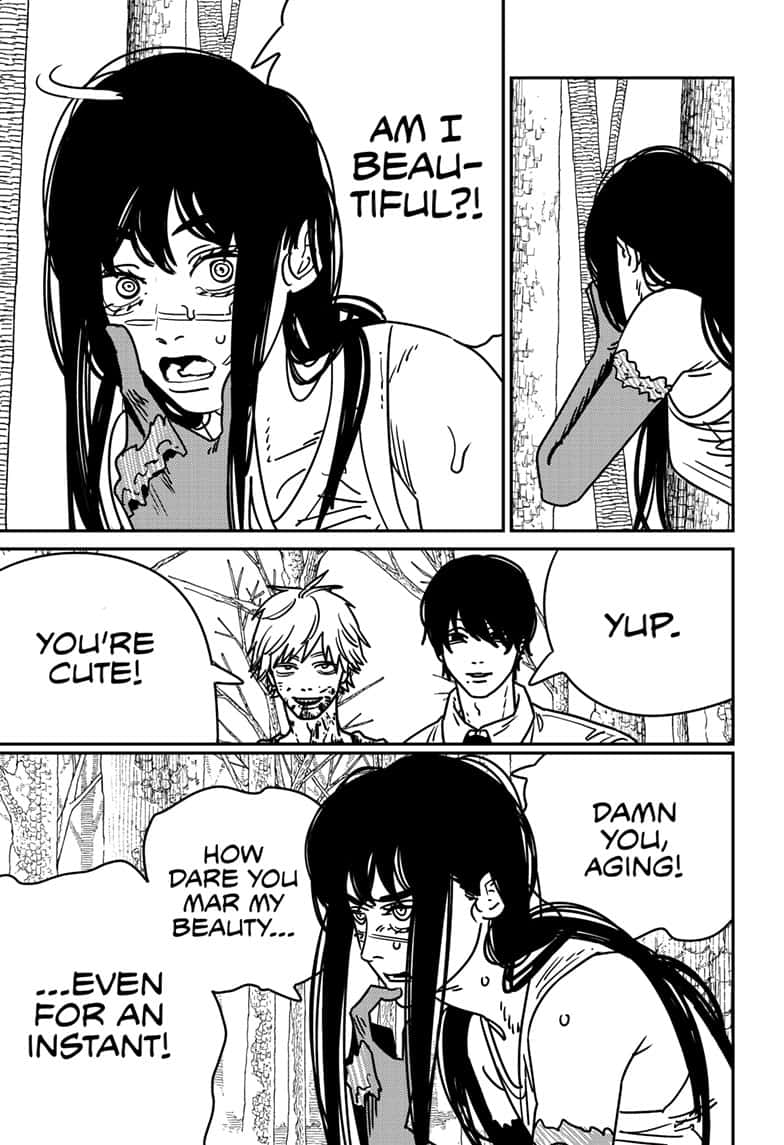 AM I
BEAU-
TIFUL?!
YUP.
YOU'RE
CUTE!
DAMN
YOU,
AGING!
HOW
DARE YOU
MAR MY
BEAUTY...
...EVEN
FOR AN
INSTANT!